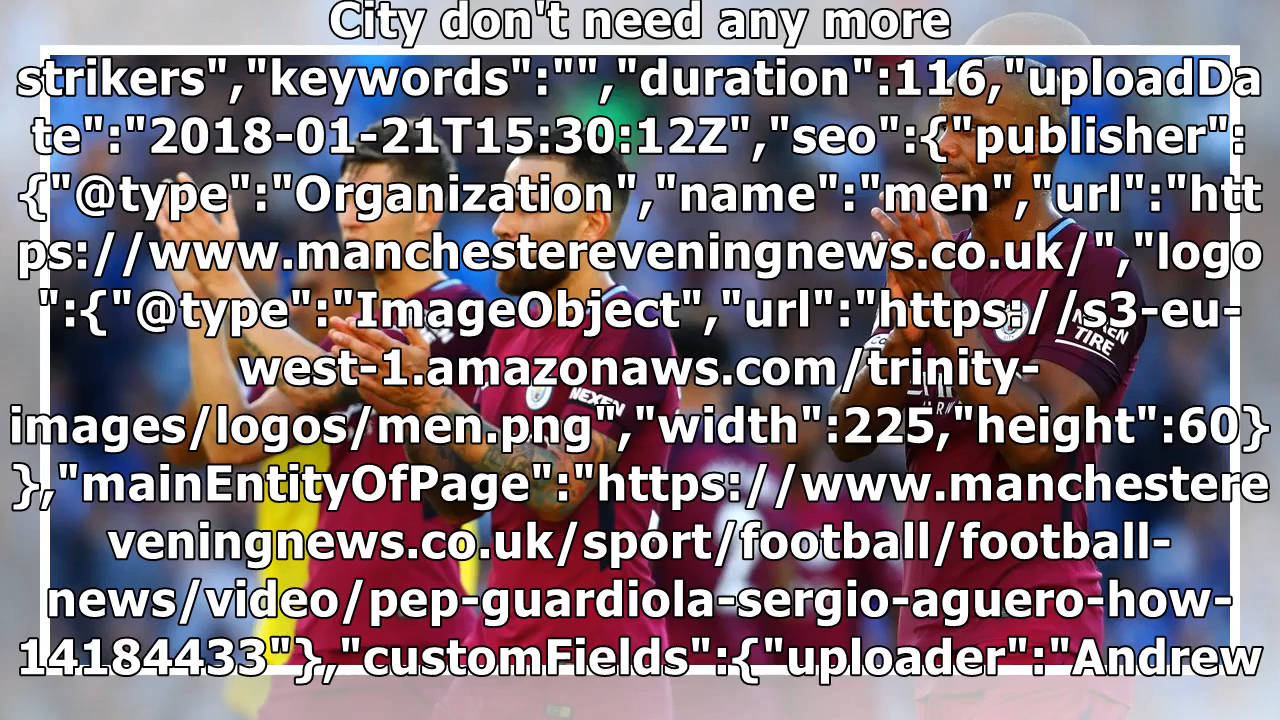 City don't need any more
strikers","keywords":"","duration":116,"uploadDa
te":"2018-01-21T15:30:12Z","seo":{"publisher":
{"@type":"Organization","name":"men","url":"htt
ps://www.manchestereveningnews.co.uk/","logo
":{"@type":"ImageObject","url":"https://s3-eu-
west-1.amazonaws.com/trinity-
images/logos/men.png","width":225,"height":60}
},"mainEntityOfPage":"https://www.manchestere
veningnews.co.uk/sport/football/football-
news/video/pep-guardiola-sergio-aguero-how-
14184433"},"customFields":{"uploader":"Andrew
NEXEN
TIRE
NEXEN